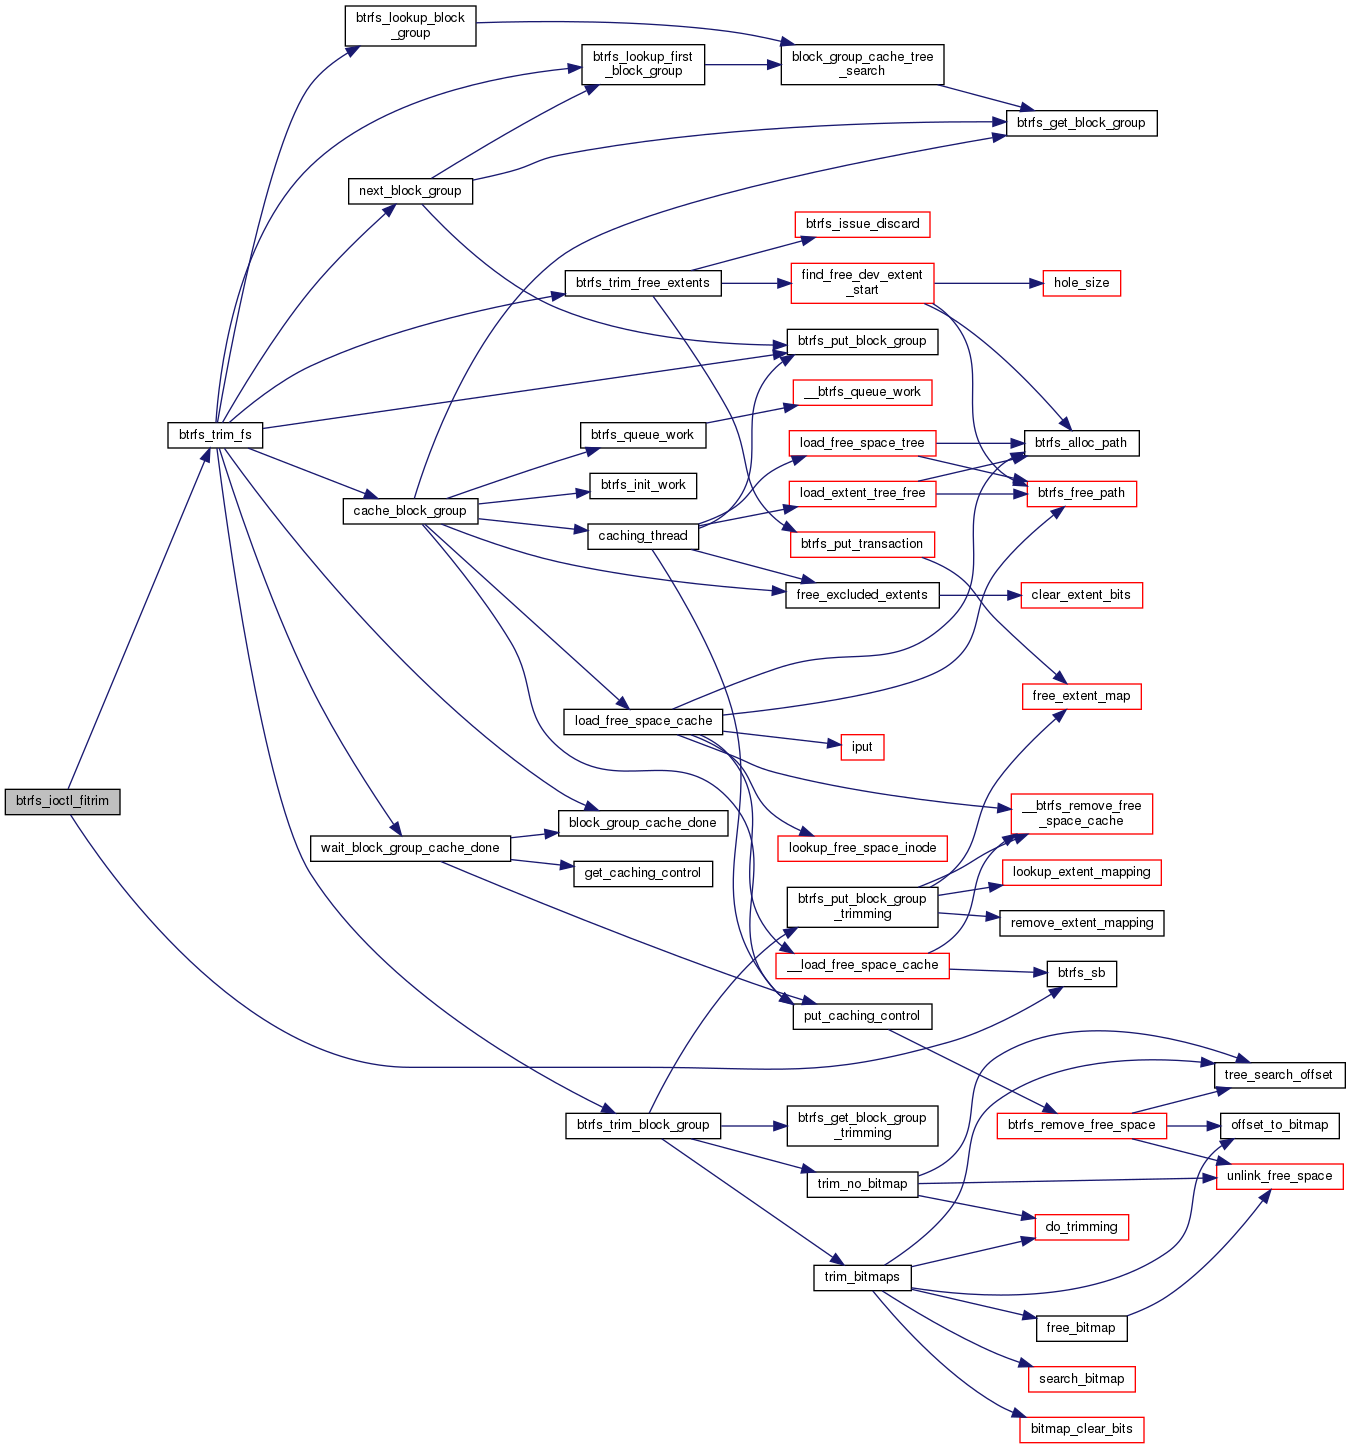 btrfs_lookup_block
_group
btrfs_lookup_first
_block_group
block_group_cache_tree
_search
btrfs_get_block_group
next_block_group
btrfs_issue_discard
btrfs_trim_free_extents
find_free_dev_extent
_start
hole_size
btrfs_put_block_group
__btrfs_queue_work
btrfs_trim_fs
btrfs_queue_work
load_free_space_tree
btrfs_alloc_path
btrfs_init_work
load_extent_tree_free
btrfs_free_path
cache_block_group
caching_thread
btrfs_put_transaction
free_excluded_extents
clear_extent_bits
free_extent_map
load_free_space_cache
iput
btrfs_ioctl_fitrim
block_group_cache_done
__btrfs_remove_free
_space_cache
wait_block_group_cache_done
lookup_free_space_inode
get_caching_control
lookup_extent_mapping
btrfs_put_block_group
_trimming
remove_extent_mapping
__load_free_space_cache
btrfs_sb
put_caching_control
tree_search_offset
btrfs_trim_block_group
btrfs_get_block_group
_trimming
btrfs_remove_free_space
offset_to_bitmap
trim_no_bitmap
unlink_free_space
do_trimming
trim_bitmaps
free_bitmap
search_bitmap
bitmap_clear_bits